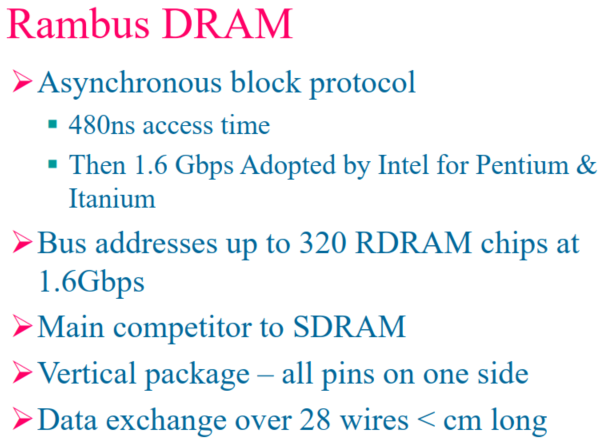 Rambus DRAM
➤Asynchronous block protocol
▪ 480ns access time
▪ Then 1.6 Gbps Adopted by Intel for Pentium &
Itanium
➤Bus addresses up to 320 RDRAM chips at
1.6Gbps
➤Main competitor to SDRAM
➤Vertical package – all pins on one side
➤Data exchange over 28 wires < cm long